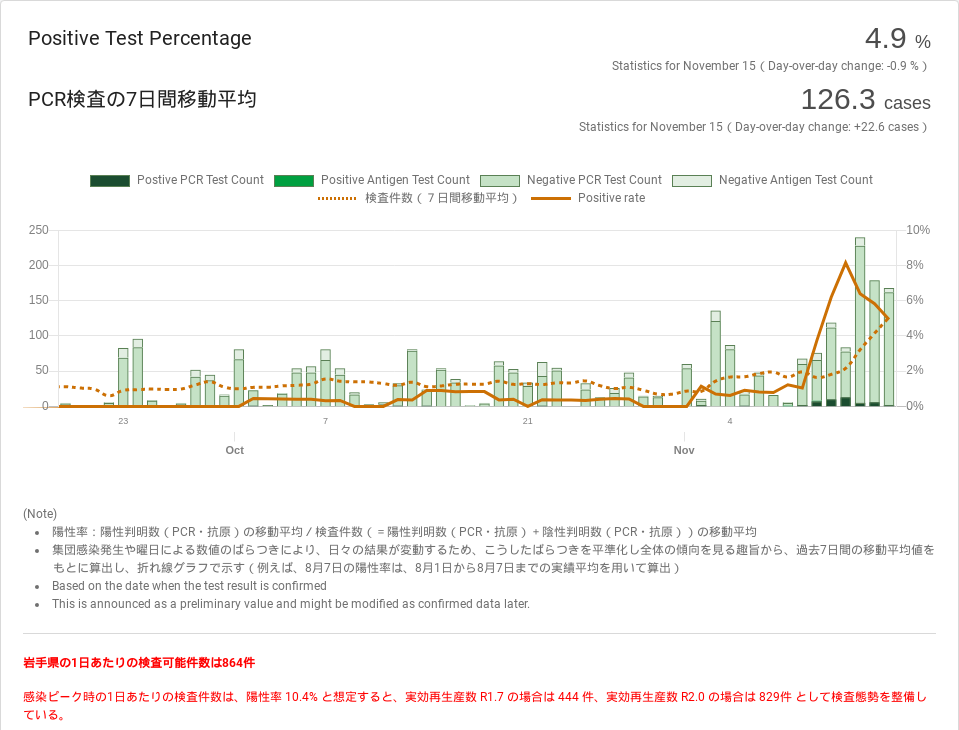 Positive Test Percentage
4.9 %
Statistics for November 15 ( Day-over-day change: -0.9 % )
PCR検査の7日間移動平均
126.3 cases
Statistics for November 15 ( Day-over-day change: +22.6 cases )
Postive PCR Test Count Positive Antigen Test Count Negative PCR Test Count Negative Antigen Test Count
検査件数（７日間移動平均） Positive rate
250 10%
200 8%
150 6%
100 4%
50 2%
0 0%
23 7 21 4
Oct Nov
(Note)
• 陽性率：陽性判明数（PCR・抗原）の移動平均 / 検査件数（＝陽性判明数（PCR・抗原）＋陰性判明数（PCR・抗原））の移動平均
• 集団感染発生や曜日による数値のばらつきにより、日々の結果が変動するため、こうしたばらつきを平準化し全体の傾向を見る趣旨から、過去7日間の移動平均値を
もとに算出し、折れ線グラフで示す（例えば、8月7日の陽性率は、8月1日から8月7日までの実績平均を用いて算出）
• Based on the date when the test result is confirmed
• This is announced as a preliminary value and might be modified as confirmed data later.
岩手県の1日あたりの検査可能件数は864件
感染ピーク時の1日あたりの検査件数は、陽性率 10.4% と想定すると、実効再生産数 R1.7 の場合は 444 件、実効再生産数 R2.0 の場合は 829件 として検査態勢を整備し
ている。